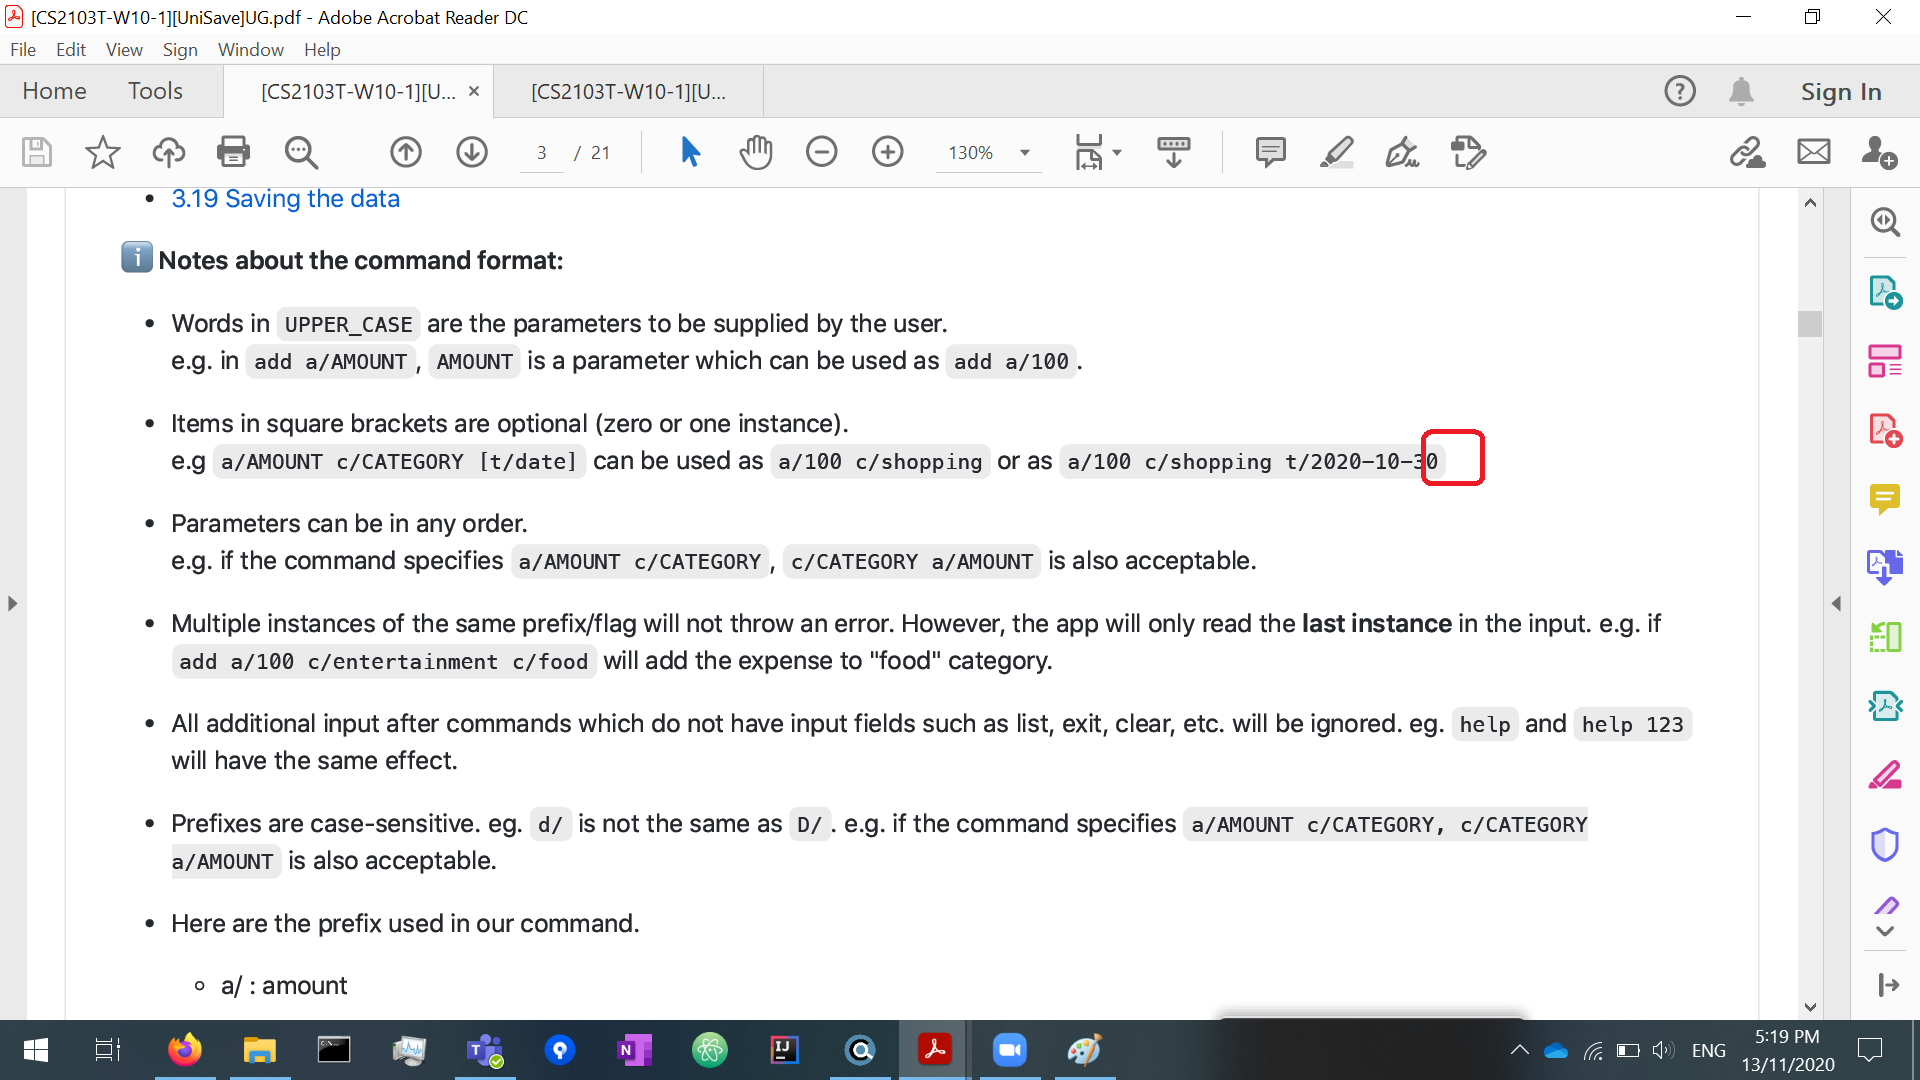 [CS2103T-W10-1][UniSave]UG.pdf - Adobe Acrobat Reader DC
File Edit View Sign Window Help
Home Tools [CS2103T-W10-1][U... × [CS2103T-W10-1][U... Sign In
3 / 21 130%
• 3.19 Saving the data
i Notes about the command format:
• Words in UPPER_CASE are the parameters to be supplied by the user.
e.g. in add a/AMOUNT, AMOUNT is a parameter which can be used as add a/100.
• Items in square brackets are optional (zero or one instance).
e.g a/AMOUNT c/CATEGORY [t/date] can be used as a/100 c/shopping or as a/100 c/shopping t/2020-10-30
• Parameters can be in any order.
e.g. if the command specifies a/AMOUNT c/CATEGORY, c/CATEGORY a/AMOUNT is also acceptable.
• Multiple instances of the same prefix/flag will not throw an error. However, the app will only read the last instance in the input. e.g. if
add a/100 c/entertainment c/food will add the expense to "food" category.
• All additional input after commands which do not have input fields such as list, exit, clear, etc. will be ignored. eg. help and help 123
will have the same effect.
• Prefixes are case-sensitive. eg. d/ is not the same as D/. e.g. if the command specifies a/AMOUNT c/CATEGORY, c/CATEGORY
a/AMOUNT is also acceptable.
• Here are the prefix used in our command.
◦ a/ : amount
ENG 5:19 PM
13/11/2020